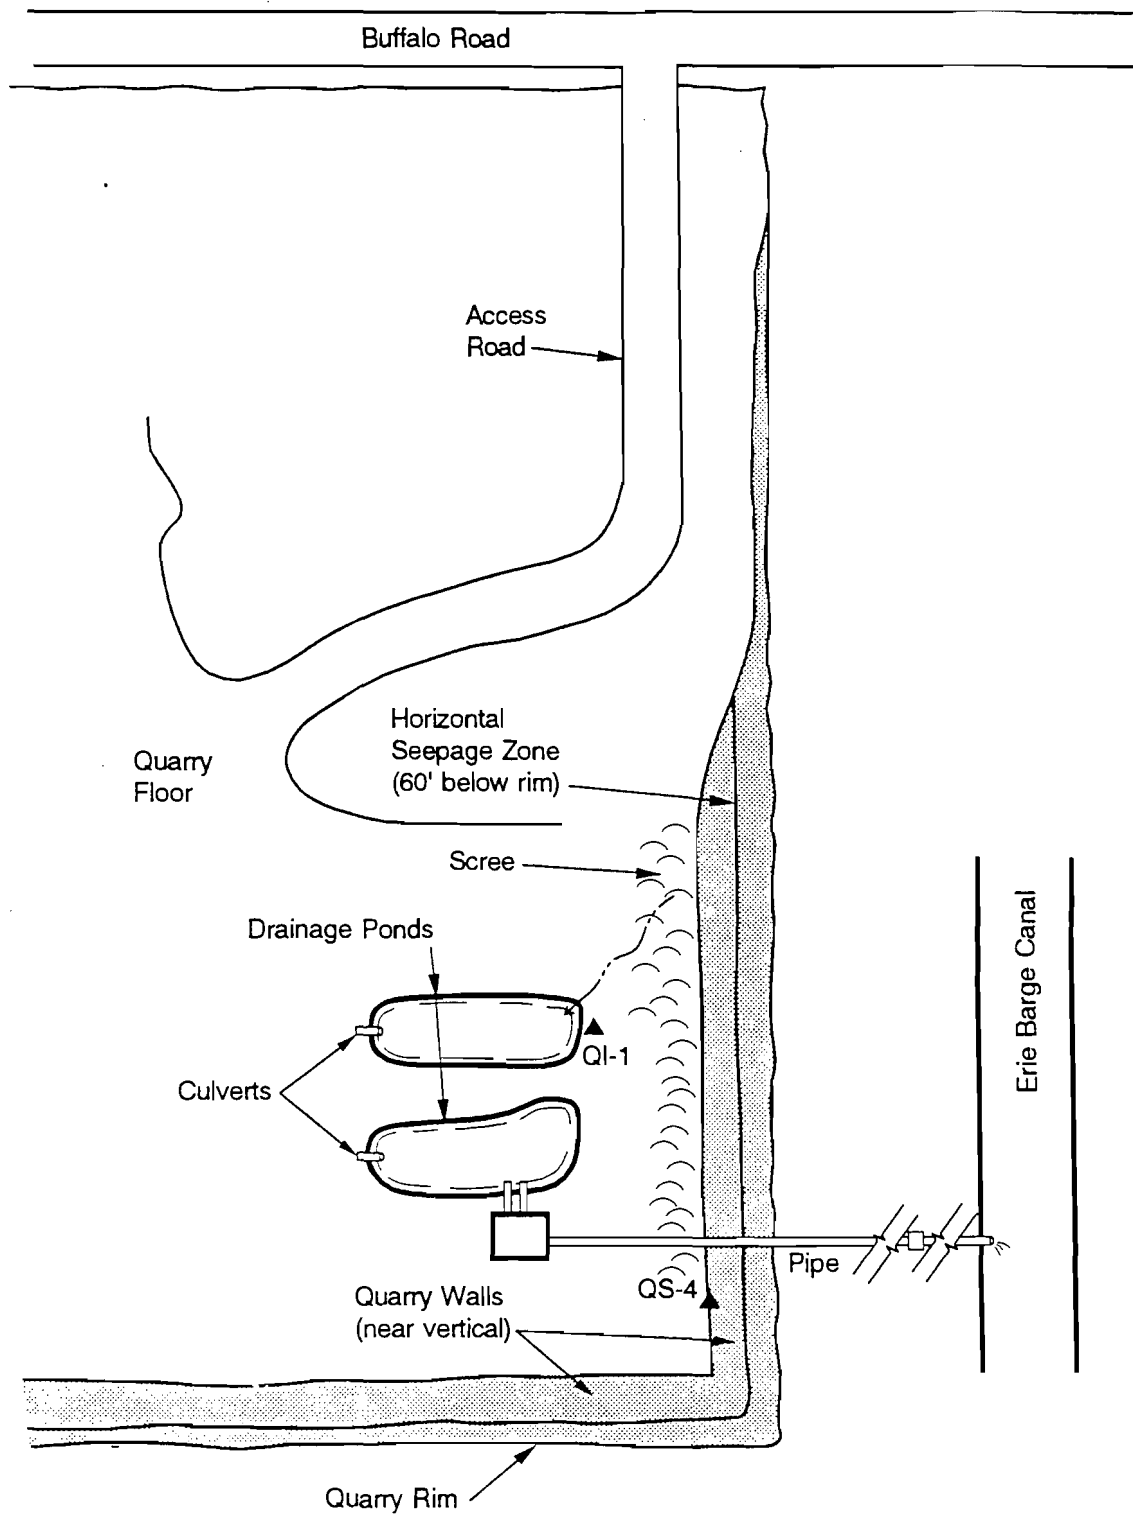 Buffalo Road
Access
Road
Horizontal
Seepage Zone
(60' below rim)
Quarry
Floor
Scree
Drainage Ponds
Erie Barge Canal
QI-1
Culverts
Pipe
QS-4
Quarry Walls
(near vertical)
Quarry Rim